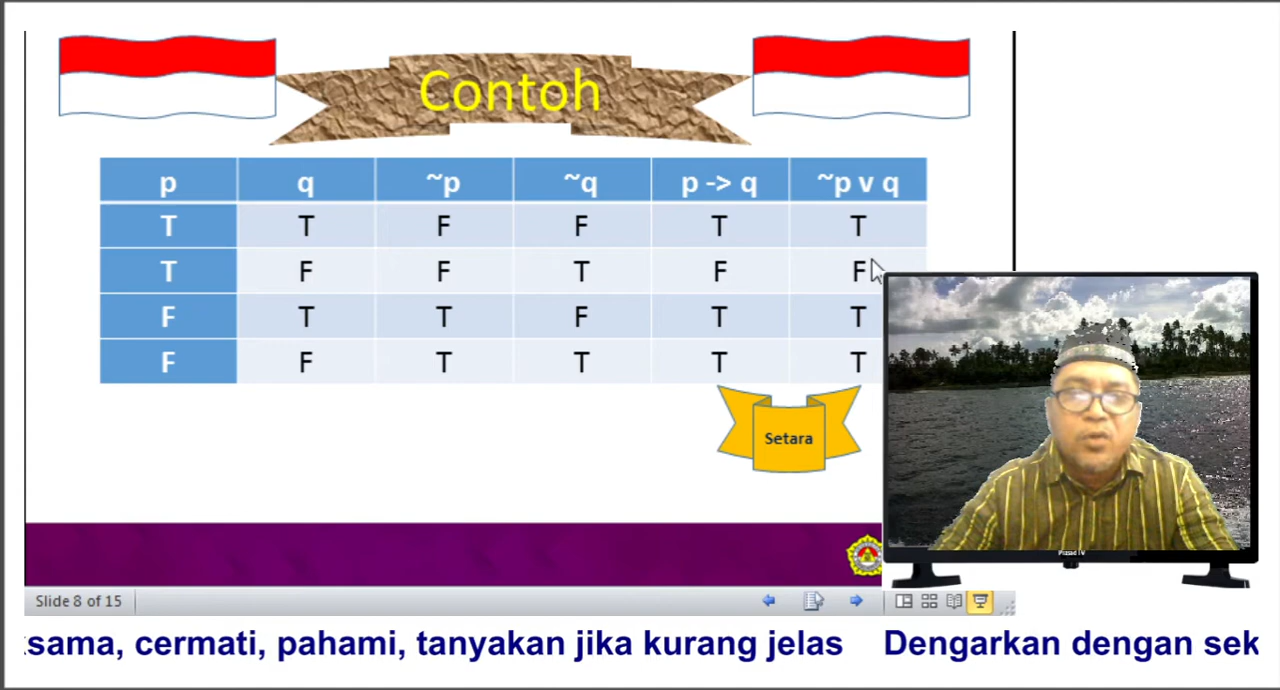 Contoh
p q ~p ~q p -> q ~p v q
T T F F T T
T F F T F F
F T T F T T
F F T T T T
Setara
Slide 8 of 15
sama, cermati, pahami, tanyakan jika kurang jelas Dengarkan dengan sek